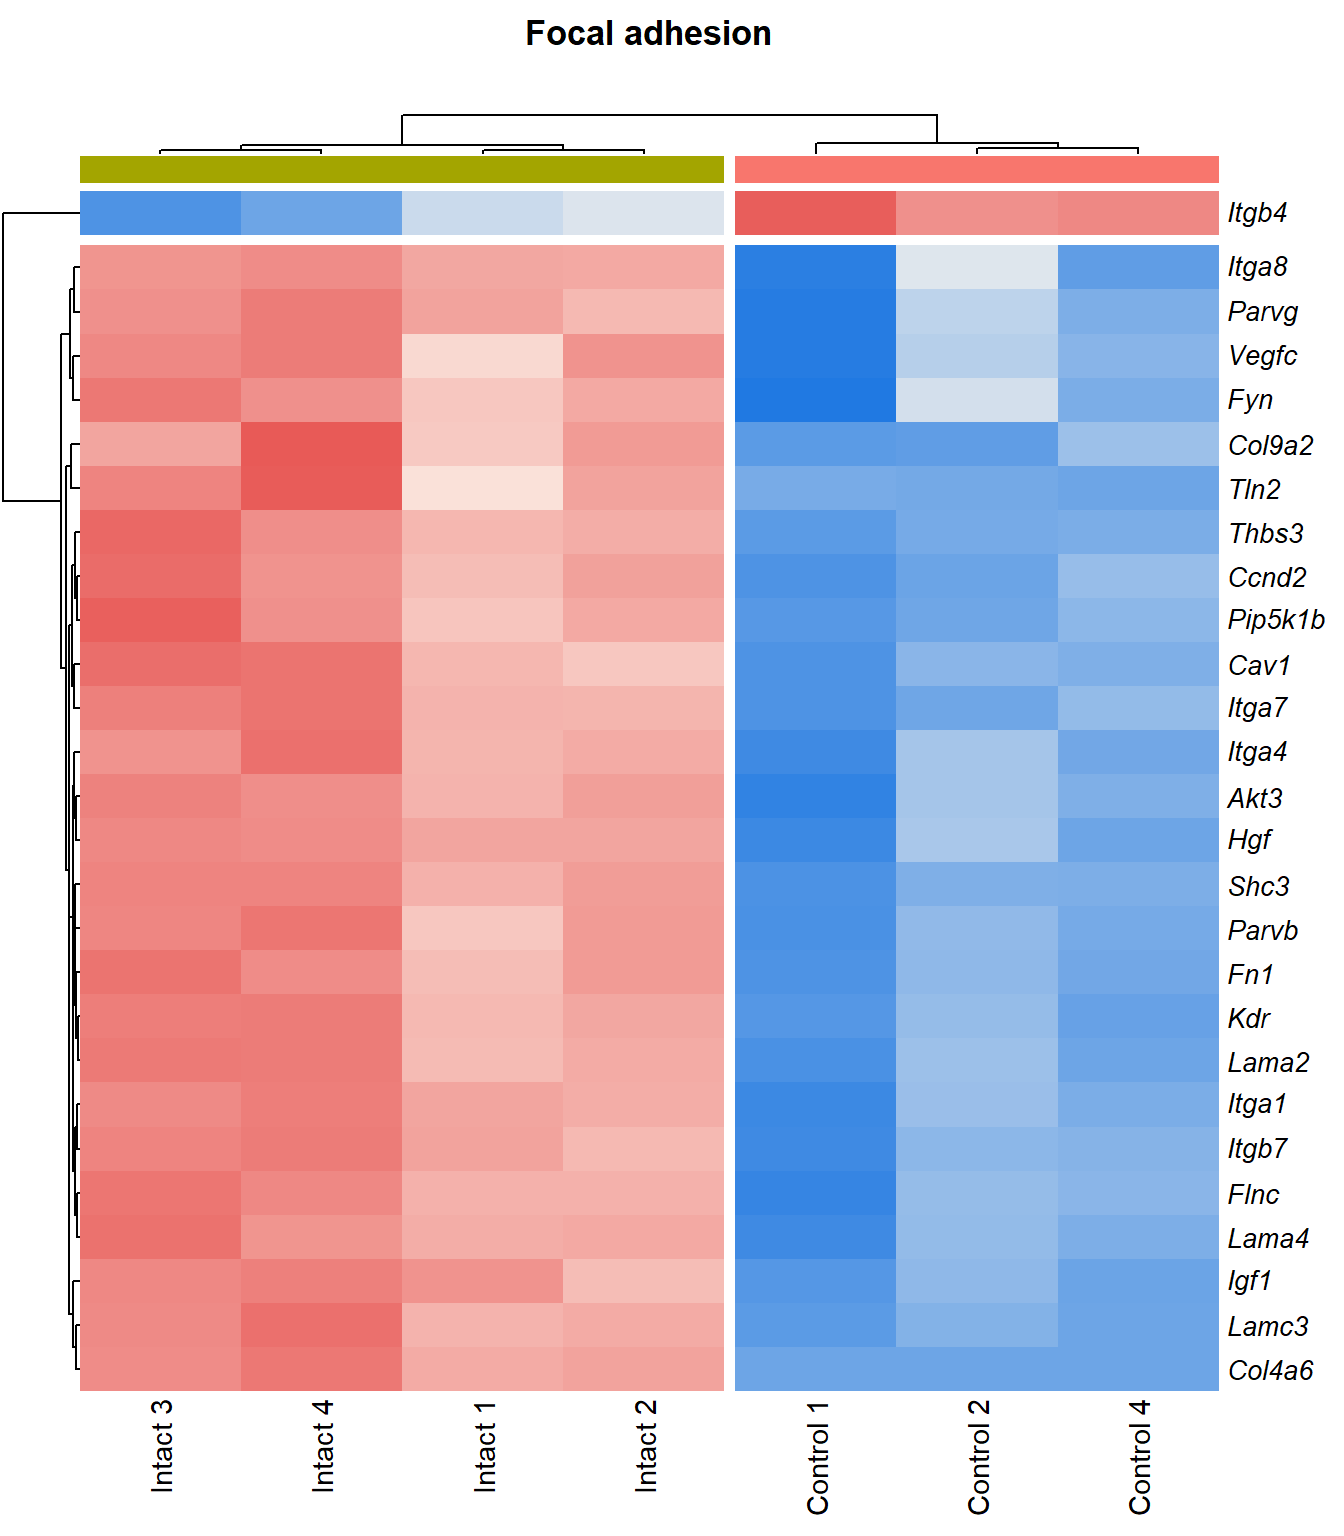 Focal adhesion
Itgb4
Itga8
Parvg
Vegfc
Fyn
Col9a2
Tln2
Thbs3
Ccnd2
Pip5k1b
Cav1
Itga7
Itga4
Akt3
Hgf
Shc3
Parvb
Fn1
Kdr
Lama2
Itga1
Itgb7
Flnc
Lama4
Igf1
Lamc3
Col4a6
Intact 3
Intact 4
Intact 1
Intact 2
Control 1
Control 2
Control 4